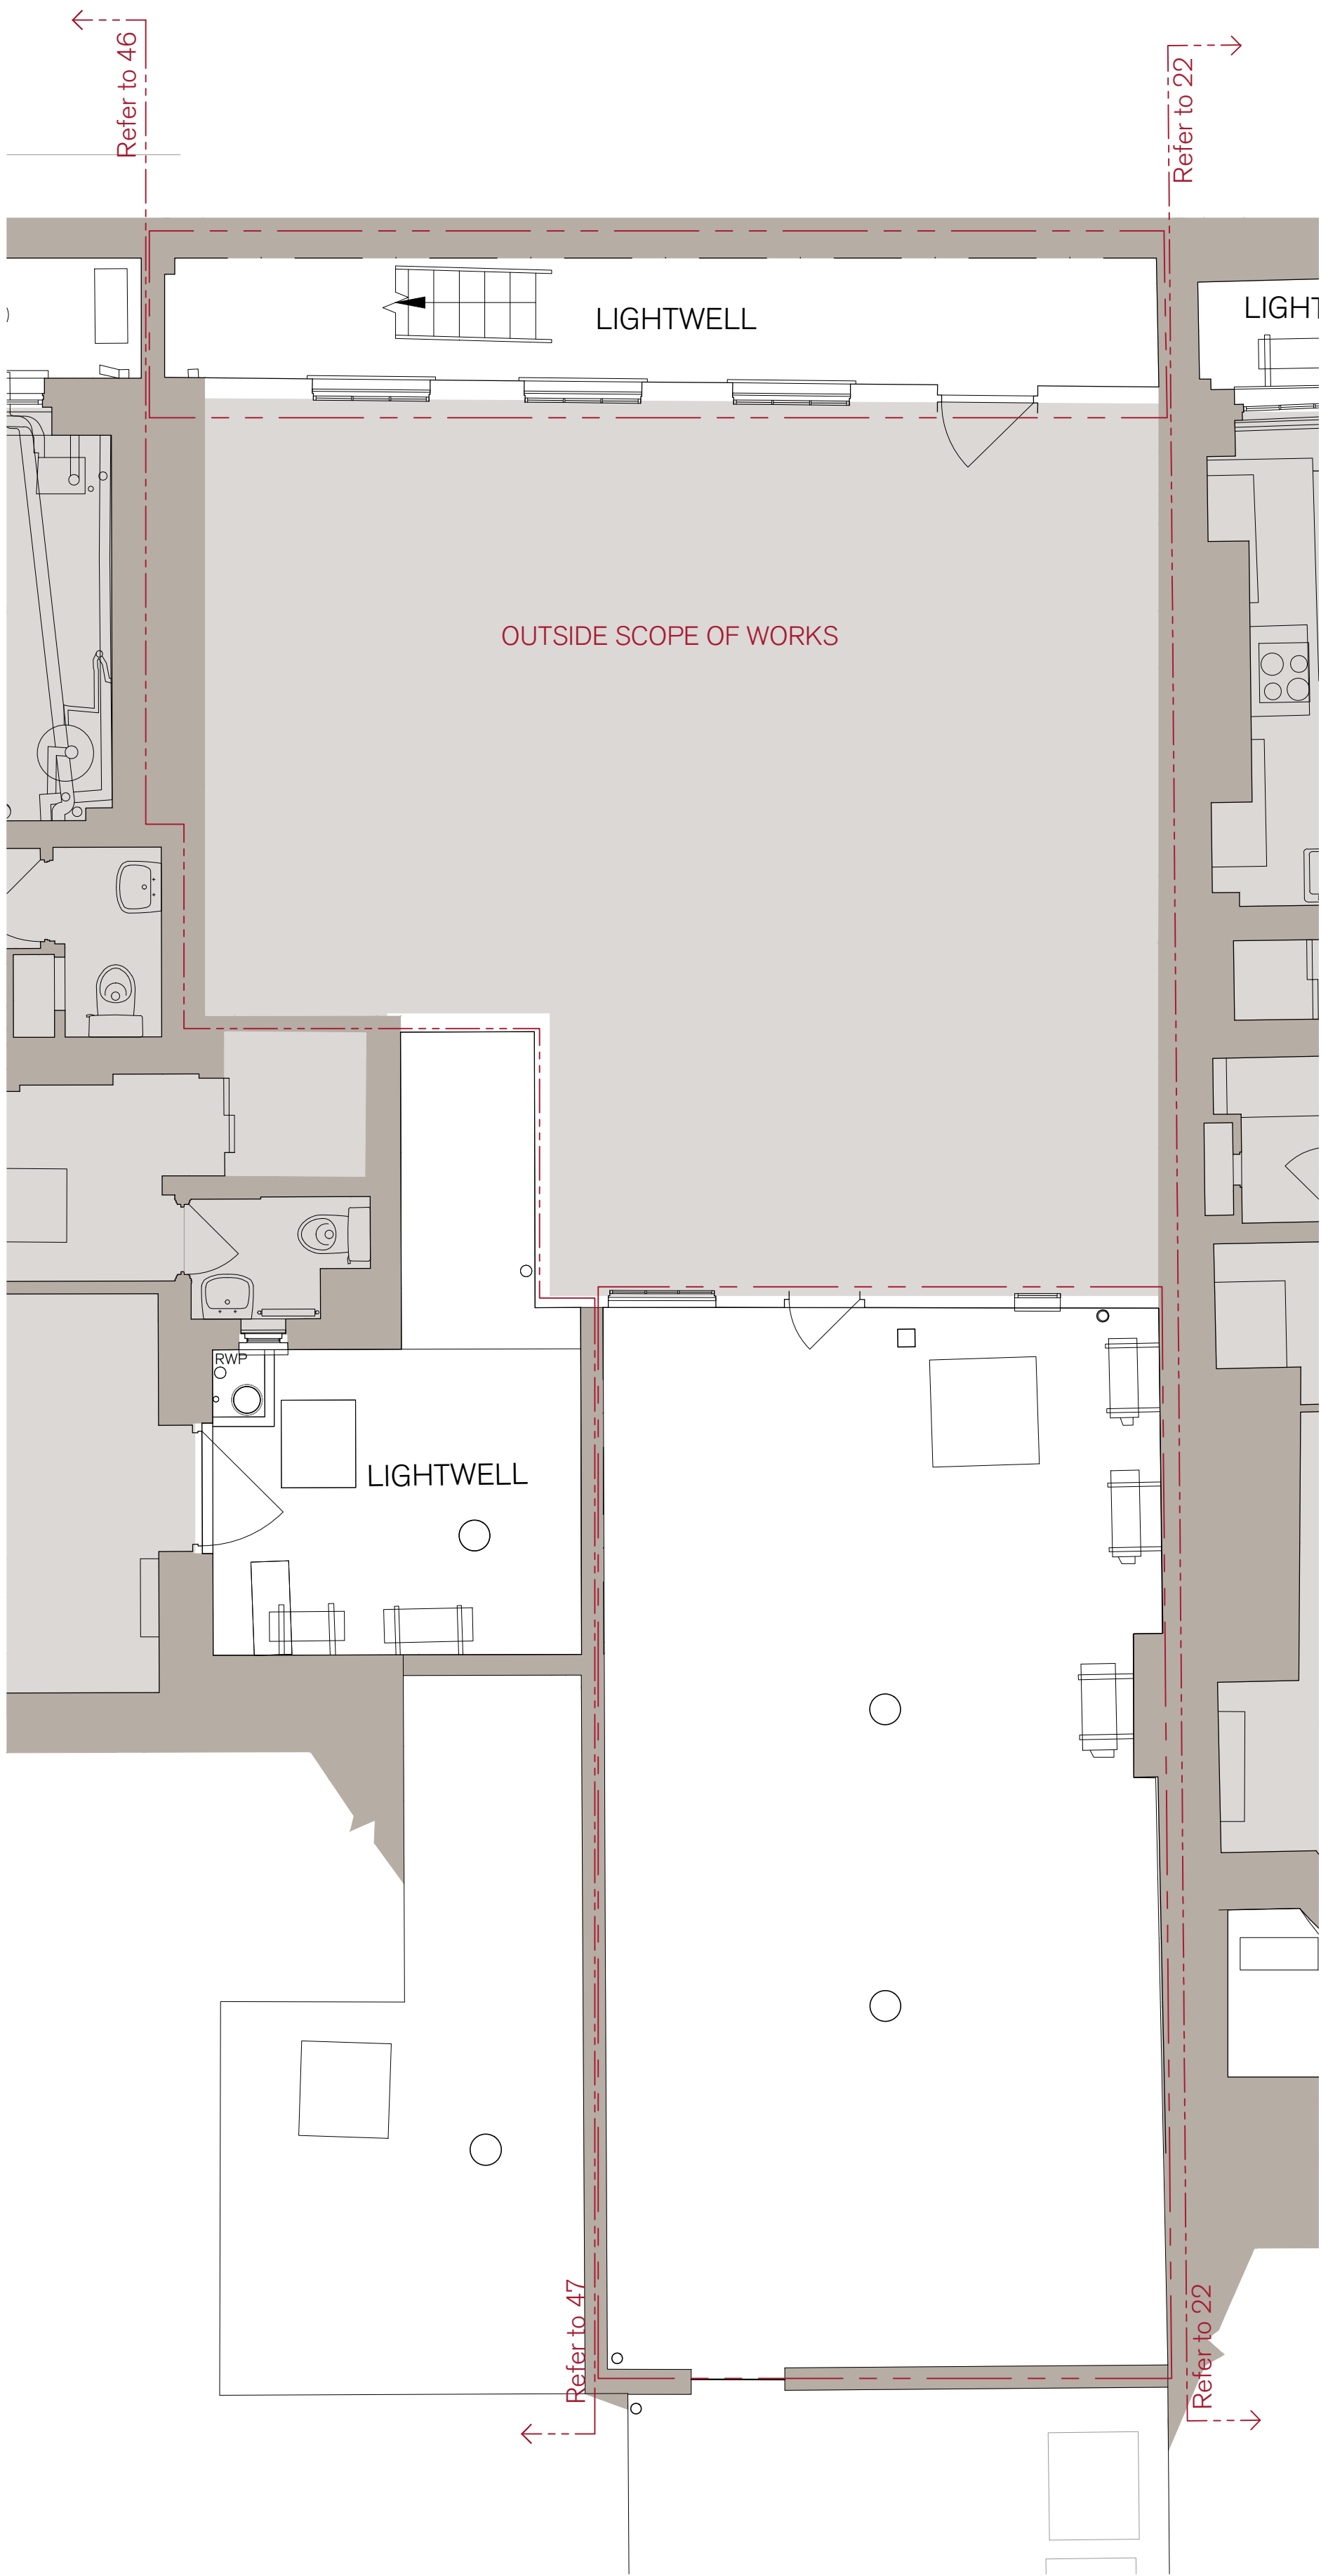 Refer to 46
Refer to 22
LIGHTWELL
LIGHT
OUTSIDE SCOPE OF WORKS
RWP
LIGHTWELL
Refer to 47
Refer to 22